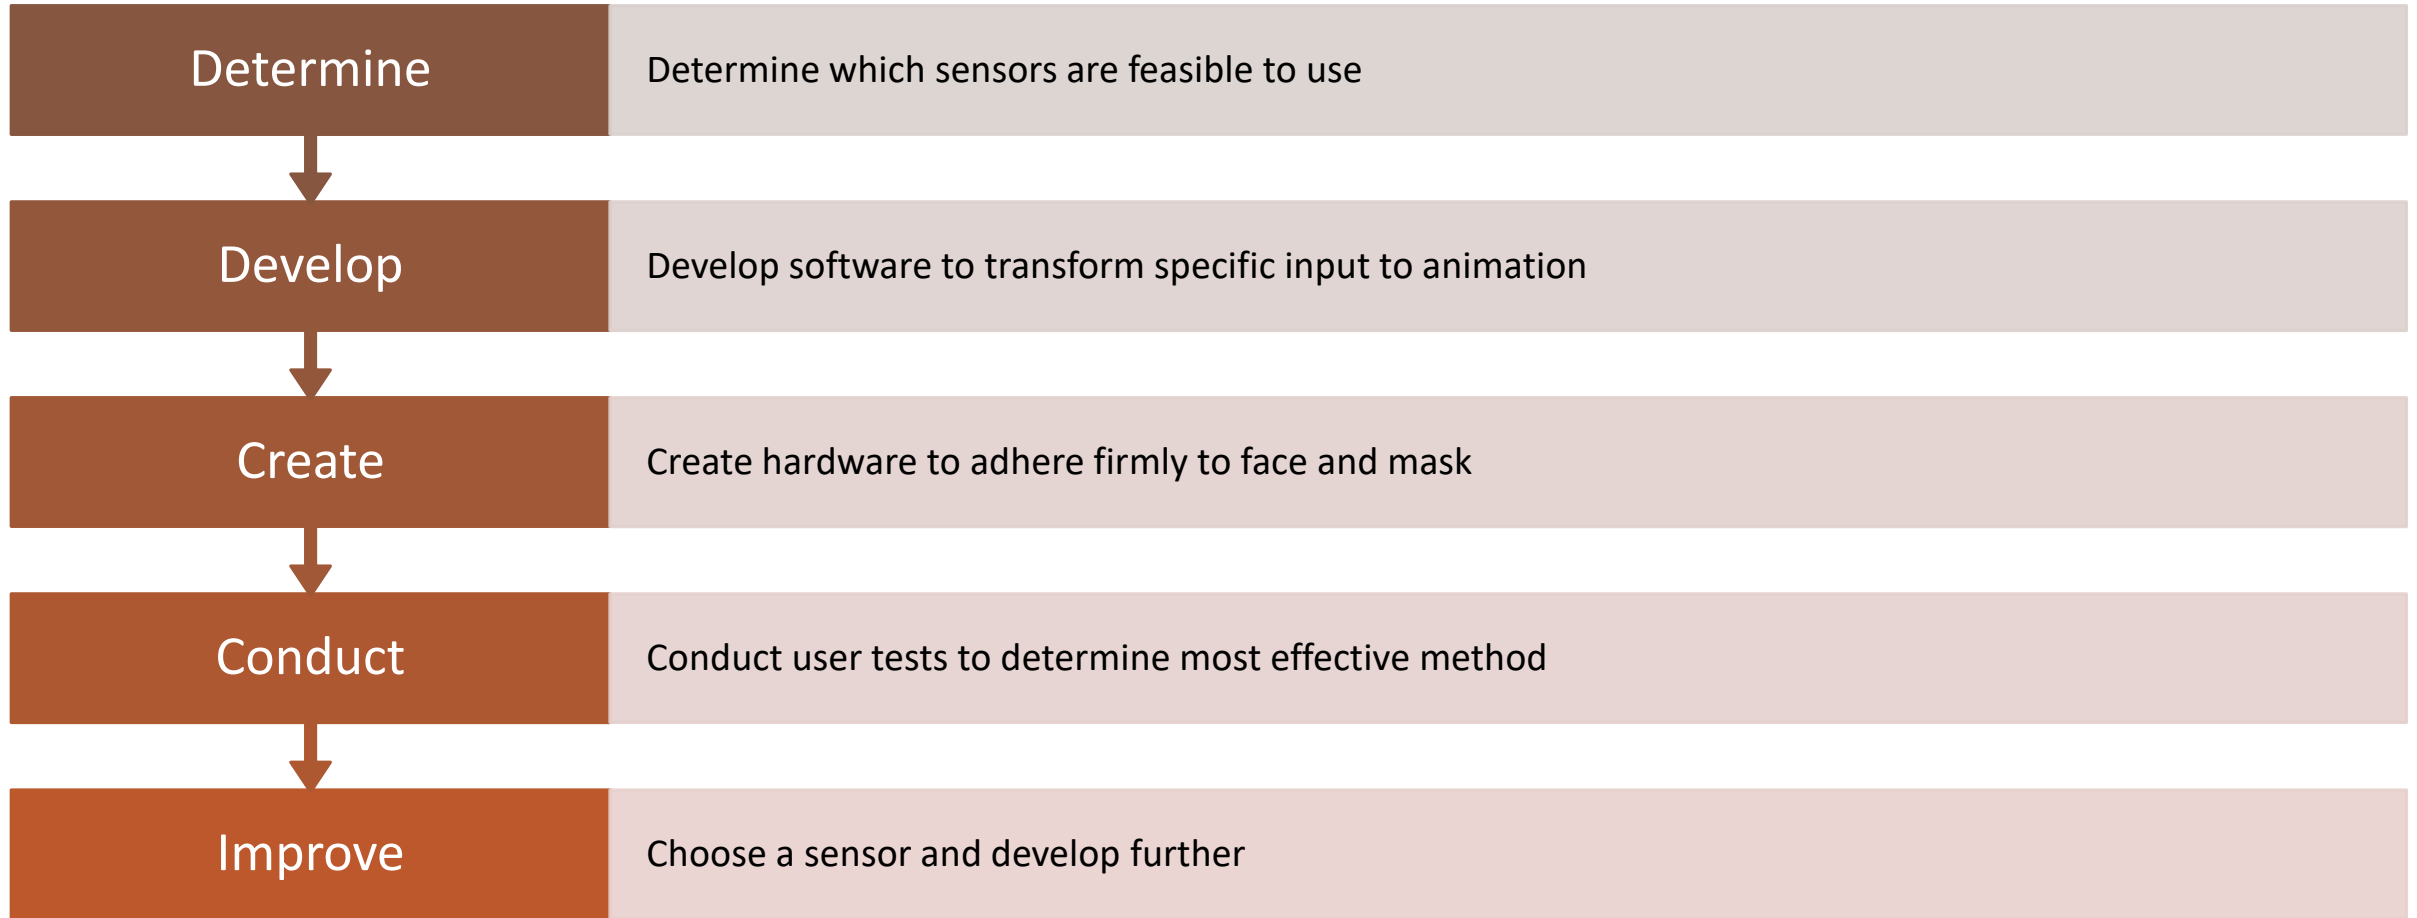 Determine
Determine which sensors are feasible to use
Develop
Develop software to transform specific input to animation
Create
Create hardware to adhere firmly to face and mask
Conduct
Conduct user tests to determine most effective method
Improve
Choose a sensor and develop further